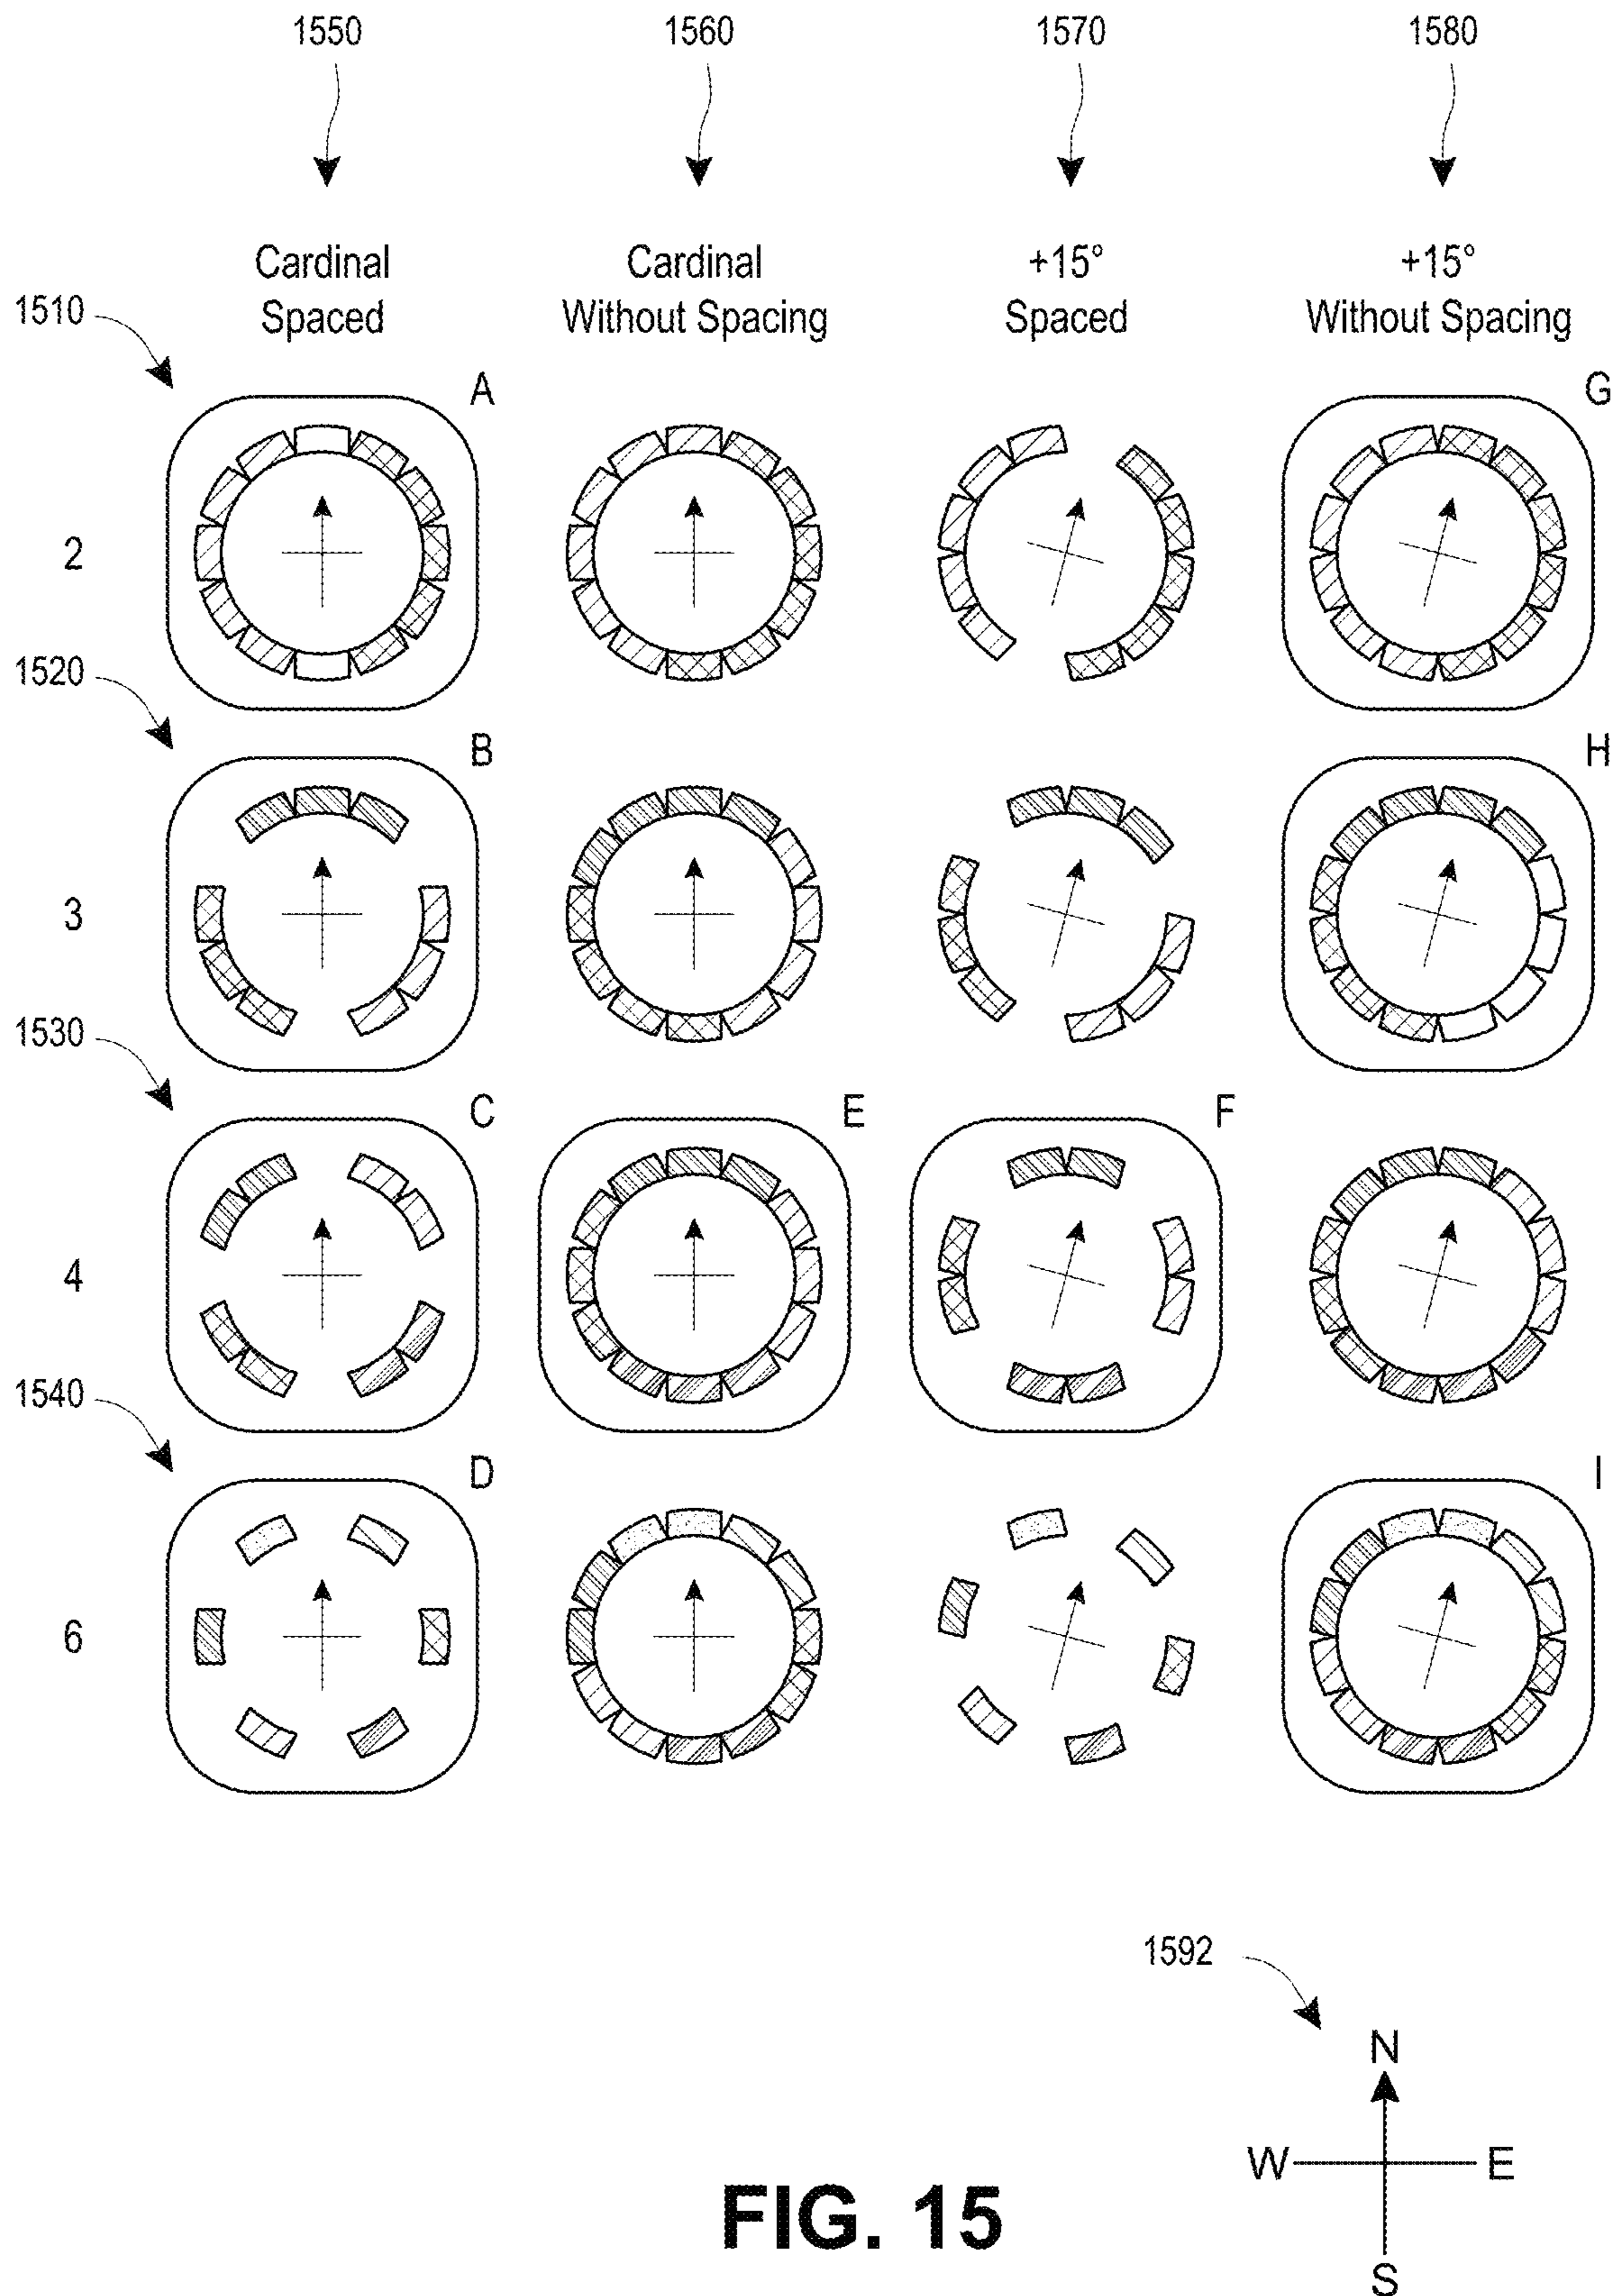 1550 1560 1570 1580
Cardinal Cardinal +15° +15°
Spaced Without Spacing Spaced Without Spacing
1510
A G
2
1520
B H
3
1530
C E F
4
1540
D I
6
1592
N
W E
S
FIG. 15